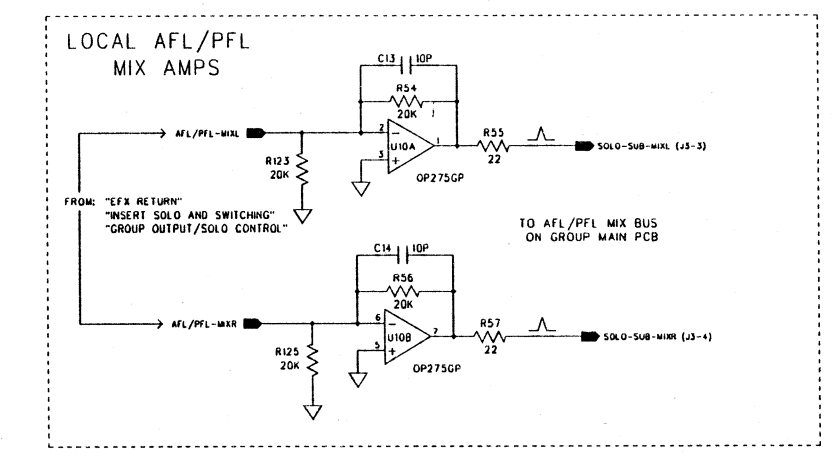 LOCAL AFL/PFL
MIX AMPS
C13 10P
R54
20K
AFL/PFL-MIXL
2
-
U10A
1
3
+
OP275GP
R123
20K
R55
22
SOLO-SUB-MIXL (J3-3)
FROM: "EFX RETURN"
"INSERT SOLO AND SWITCHING"
"GROUP OUTPUT/SOLO CONTROL"
TO AFL/PFL MIX BUS
ON GROUP MAIN PCB
C14 10P
R56
20K
AFL/PFL-MIXR
6
-
U10B
7
5
+
OP275GP
R125
20K
R57
22
SOLO-SUB-MIXR (J3-4)